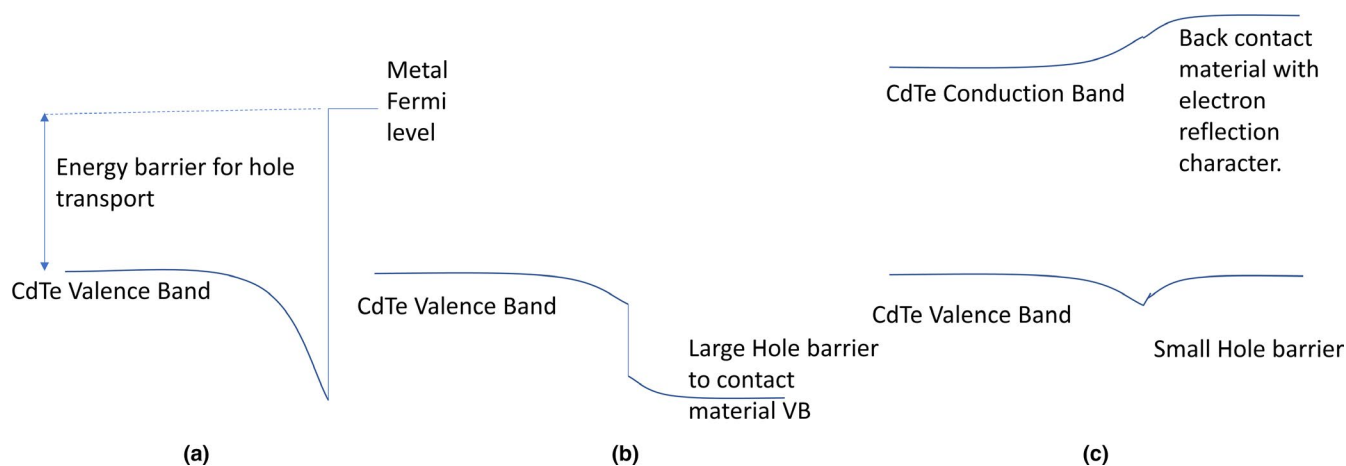 Metal
Fermi
level
Energy barrier for hole
transport
CdTe Valence Band
(a)
CdTe Valence Band
Large Hole barrier
to contact
material VB
(b)
CdTe Conduction Band
Back contact
material with
electron
reflection
character.
CdTe Valence Band
Small Hole barrier
(c)